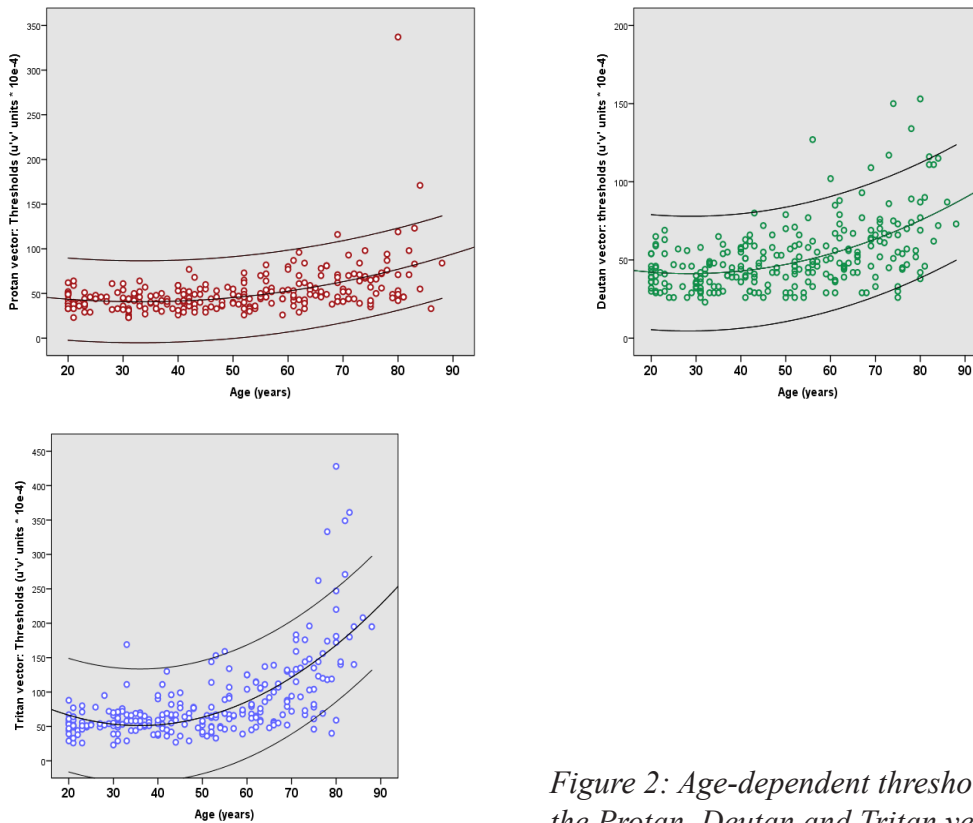 Protan vector: Thresholds (u'v' units * 10e-4)
350
300
250
200
150
100
50
0
20 30 40 50 60 70 80 90
Age (years)
Deutan vector: thresholds (u'v' units * 10e-4)
200
150
100
50
0
20 30 40 50 60 70 80 90
Age (years)
Tritan vector: Thresholds (u'v' units * 10e-4)
450
400
350
300
250
200
150
100
50
0
20 30 40 50 60 70 80 90
Age (years)
Figure 2: Age-dependent
the Protan, Deutan and Tritan